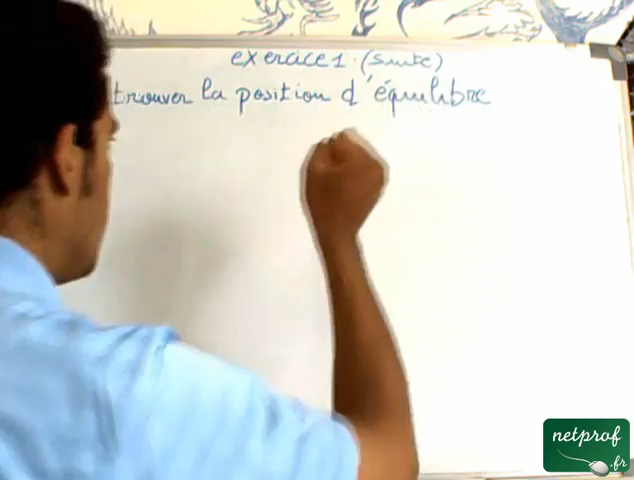 exercice 1 (suite)
trouver la position d'équilibre
netprof
.fr